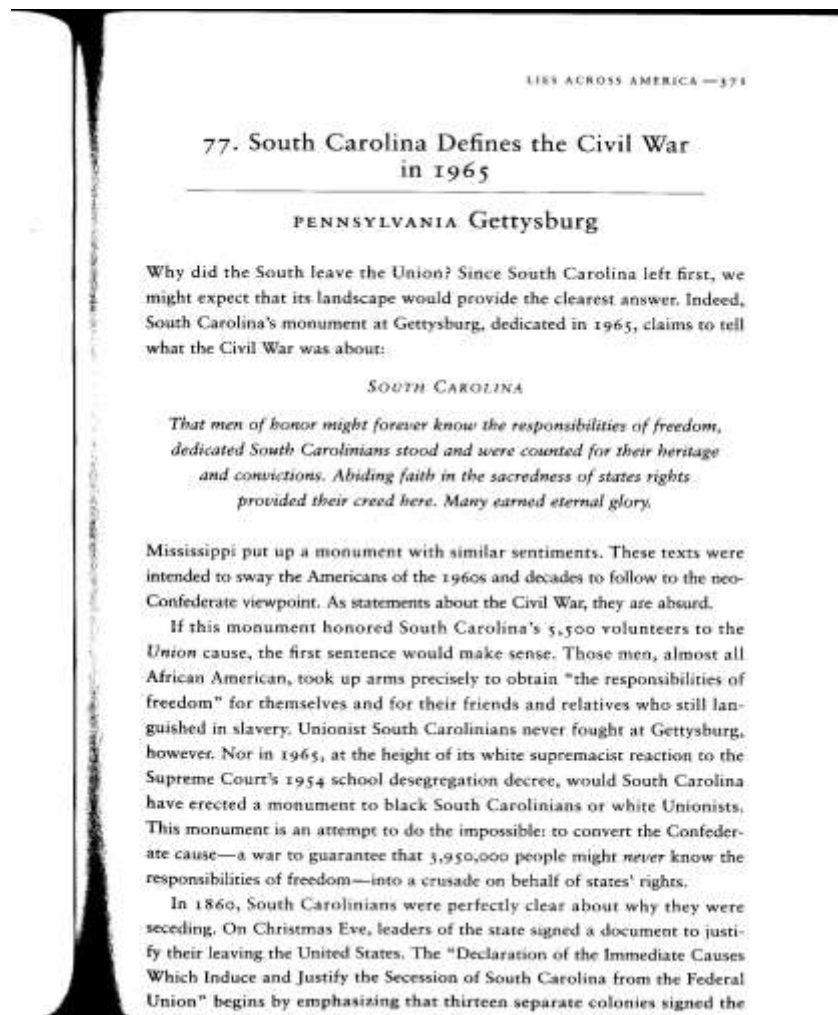 LIES ACROSS AMERICA—371
77. South Carolina Defines the Civil War
in 1965
PENNSYLVANIA Gettysburg
Why did the South leave the Union? Since South Carolina left first, we
might expect that its landscape would provide the clearest answer. Indeed,
South Carolina's monument at Gettysburg, dedicated in 1965, claims to tell
what the Civil War was about:
SOUTH CAROLINA
That men of honor might forever know the responsibilities of freedom,
dedicated South Carolinians stood and were counted for their heritage
and convictions. Abiding faith in the sacredness of states rights
provided their creed here. Many earned eternal glory.
Mississippi put up a monument with similar sentiments. These texts were
intended to sway the Americans of the 1960s and decades to follow to the neo-
Confederate viewpoint. As statements about the Civil War, they are absurd.
If this monument honored South Carolina's 5,500 volunteers to the
Union cause, the first sentence would make sense. Those men, almost all
African American, took up arms precisely to obtain "the responsibilities of
freedom" for themselves and for their friends and relatives who still lan-
guished in slavery. Unionist South Carolinians never fought at Gettysburg,
however. Nor in 1965, at the height of its white supremacist reaction to the
Supreme Court's 1954 school desegregation decree, would South Carolina
have erected a monument to black South Carolinians or white Unionists.
This monument is an attempt to do the impossible: to convert the Confeder-
ate cause—a war to guarantee that 3,950,000 people might never know the
responsibilities of freedom—into a crusade on behalf of states' rights.
In 1860, South Carolinians were perfectly clear about why they were
seceding. On Christmas Eve, leaders of the state signed a document to justi-
fy their leaving the United States. The "Declaration of the Immediate Causes
Which Induce and Justify the Secession of South Carolina from the Federal
Union" begins by emphasizing that thirteen separate colonies signed the